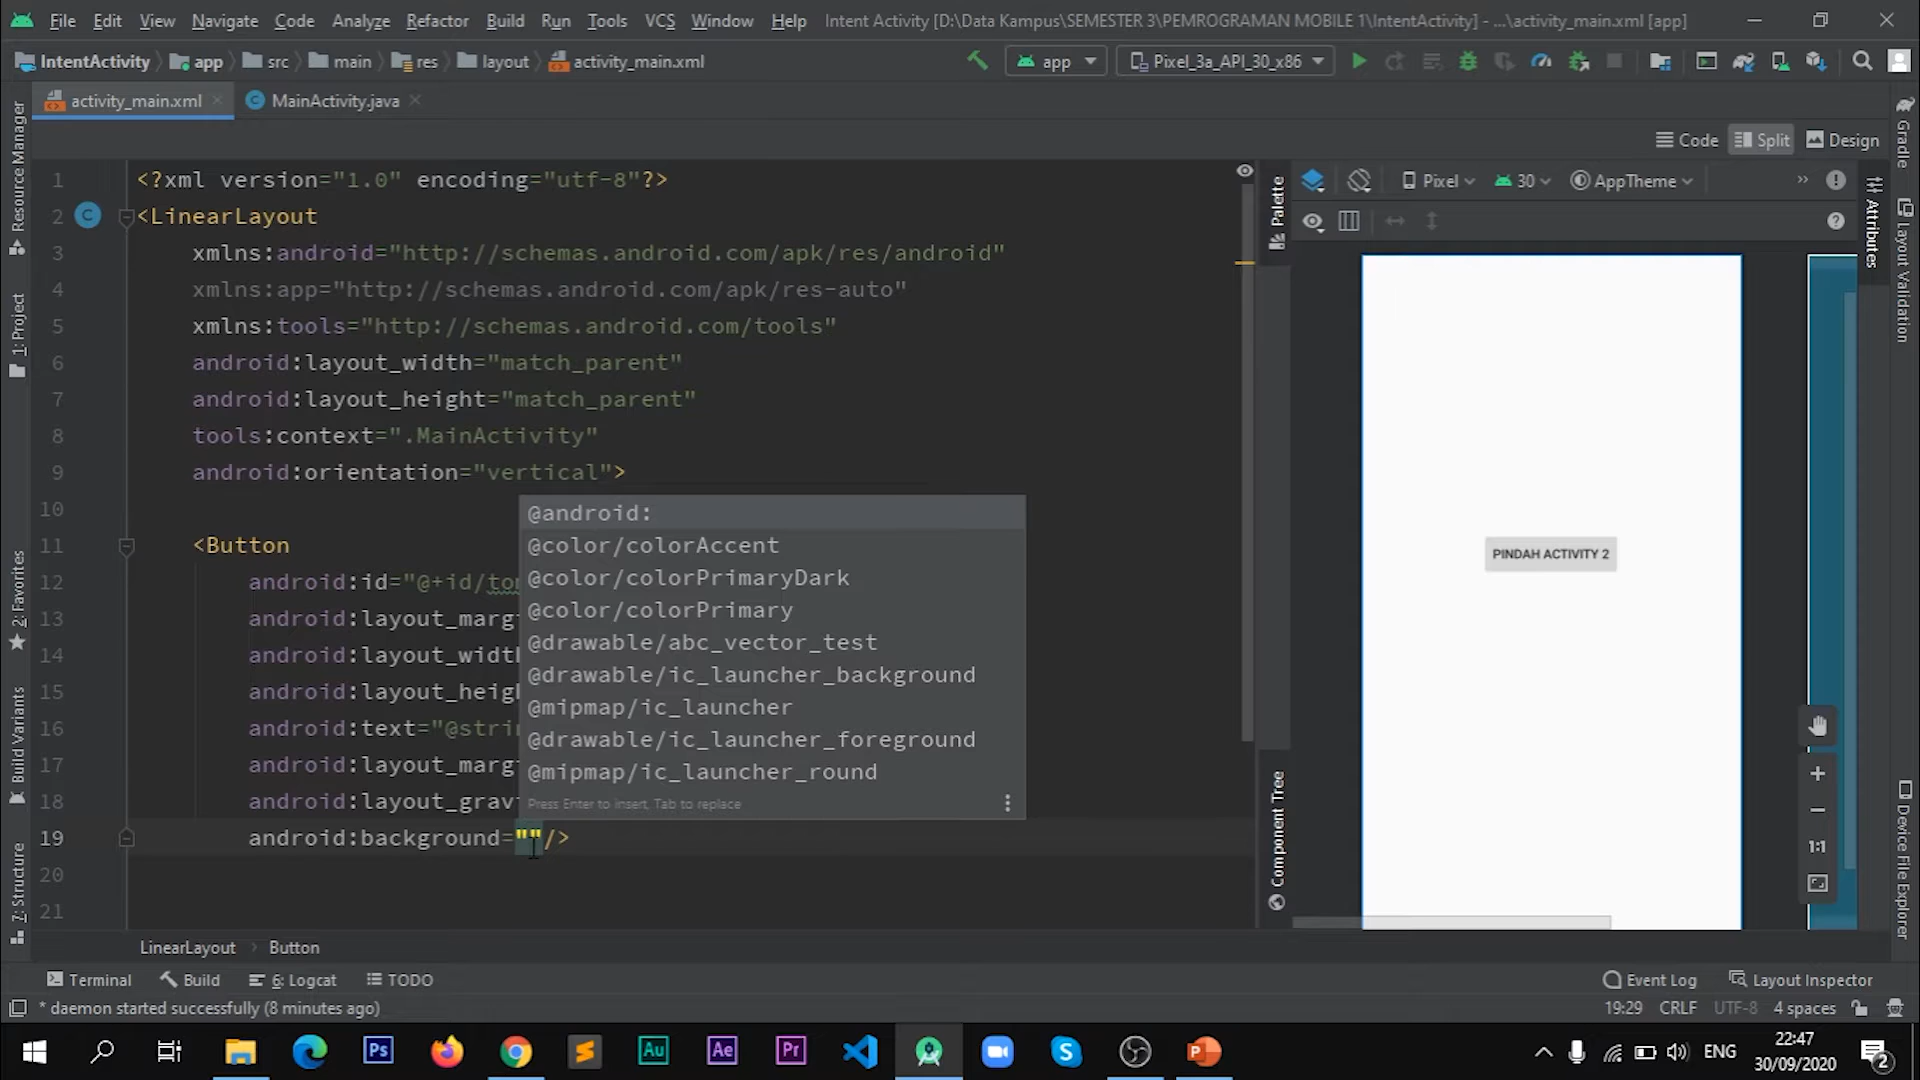 File Edit View Navigate Code Analyze Refactor Build Run Tools VCS Window Help Intent Activity [D:\Data Kampus\SEMESTER 3\PEMROGRAMAN MOBILE 1\IntentActivity] - ...\activity_main.xml [app]
IntentActivity app src main res layout activity_main.xml app Pixel_3a_API_30_x86
activity_main.xml MainActivity.java
Code Split Design
1 <?xml version="1.0" encoding="utf-8"?>
2 <LinearLayout
3 xmlns:android="http://schemas.android.com/apk/res/android"
4 xmlns:app="http://schemas.android.com/apk/res-auto"
5 xmlns:tools="http://schemas.android.com/tools"
6 android:layout_width="match_parent"
7 android:layout_height="match_parent"
8 tools:context=".MainActivity"
9 android:orientation="vertical">
10
11 <Button
12 android:id="@+id/tom
13 android:layout_marg
14 android:layout_width
15 android:layout_heig
16 android:text="@stri
17 android:layout_marg
18 android:layout_grav
19 android:background=""/>
20
21
@android:
@color/colorAccent
@color/colorPrimaryDark
@color/colorPrimary
@drawable/abc_vector_test
@drawable/ic_launcher_background
@mipmap/ic_launcher
@drawable/ic_launcher_foreground
@mipmap/ic_launcher_round
Press Enter to insert, Tab to replace
Pixel 30 AppTheme
PINDAH ACTIVITY 2
1:1
Resource Manager
1: Project
2: Favorites
Build Variants
7: Structure
Palette
Component Tree
Attributes
Gradle
Layout Validation
Device File Explorer
LinearLayout Button
Terminal Build 6: Logcat TODO Event Log Layout Inspector
* daemon started successfully (8 minutes ago) 19:29 CRLF UTF-8 4 spaces
Ps Au Ae Pr ENG
22:47
30/09/2020
2